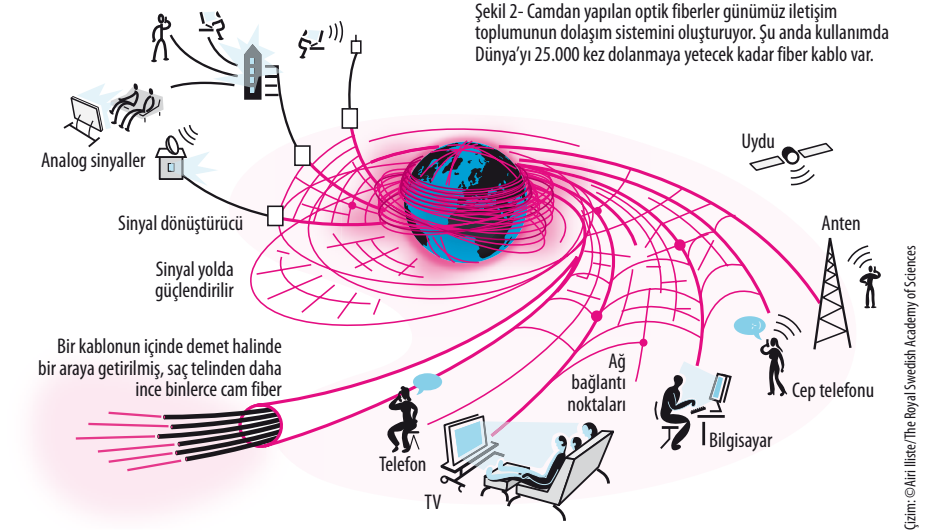 Şekil 2- Camdan yapılan optik fiberler günümüz iletişim
toplumunun dolaşım sistemini oluşturuyor. Şu anda kullanımda
Dünya’yı 25.000 kez dolanmaya yetecek kadar fiber kablo var.
Analog sinyaller
Uydu
Sinyal dönüştürücü
Anten
Sinyal yolda
güçlendirilir
Bir kablonun içinde demet halinde
bir araya getirilmiş, saç telinden daha
ince binlerce cam fiber
Ağ
bağlantı
noktaları
Cep telefonu
Bilgisayar
Telefon
TV
Çizim: ©Airi Iliste/The Royal Swedish Academy of Sciences